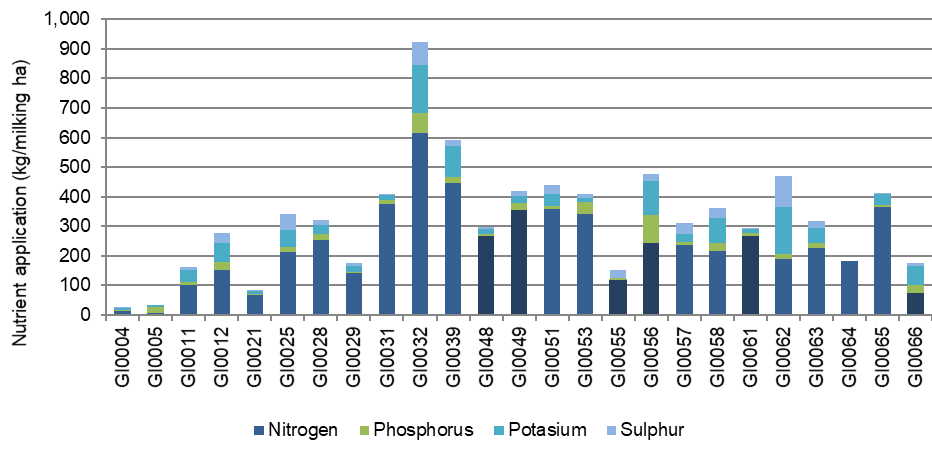 Nutrient application (kg/milking ha)
1,000
900
800
700
600
500
400
300
200
100
0
GI0004
GI0005
GI0011
GI0012
GI0021
GI0025
GI0028
GI0029
GI0031
GI0032
GI0039
GI0048
GI0049
GI0051
GI0053
GI0055
GI0056
GI0057
GI0058
GI0061
GI0062
GI0063
GI0064
GI0065
GI0066
Nitrogen Phosphorus Potasium Sulphur